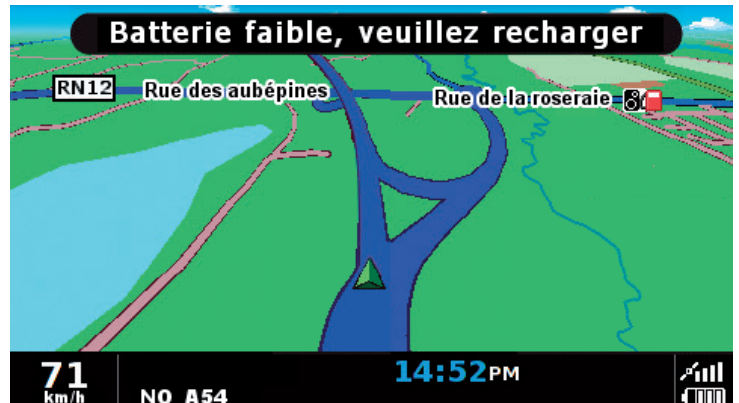 Batterie faible, veuillez recharger
RN12 Rue des aubépines Rue de la roseraie
71 14:52PM
km/h NO A54